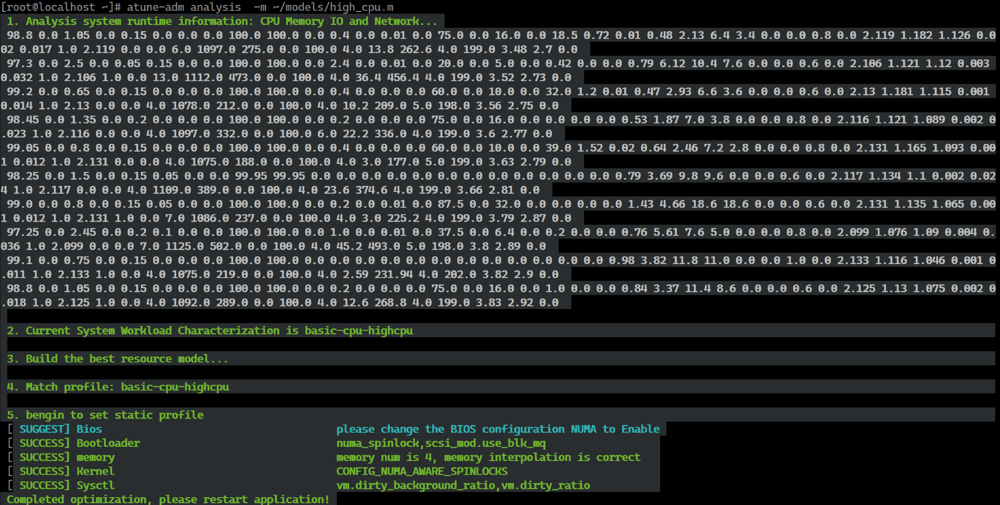 [root@localhost ~]# atune-adm analysis  -m ~/models/high_cpu.m
1. Analysis system runtime information: CPU Memory IO and Network...
98.8 0.0 1.05 0.0 0.15 0.0 0.0 0.0 100.0 100.0 0.0 0.4 0.0 0.01 0.0 75.0 0.0 16.0 0.0 18.5 0.72 0.01 0.48 2.13 6.4 3.4 0.0 0.0 0.8 0.0 2.119 1.182 1.126 0.0
02 0.017 1.0 2.119 0.0 0.0 6.0 1097.0 275.0 0.0 100.0 4.0 13.8 262.6 4.0 199.0 3.48 2.7 0.0
97.3 0.0 2.5 0.0 0.05 0.15 0.0 0.0 100.0 100.0 0.0 2.4 0.0 0.01 0.0 20.0 0.0 5.0 0.0 0.42 0.0 0.0 0.79 6.12 10.4 7.6 0.0 0.0 0.6 0.0 2.106 1.121 1.12 0.003
0.032 1.0 2.106 1.0 0.0 13.0 1112.0 473.0 0.0 100.0 4.0 36.4 456.4 4.0 199.0 3.52 2.73 0.0
99.2 0.0 0.65 0.0 0.15 0.0 0.0 0.0 100.0 100.0 0.0 0.4 0.0 0.0 0.0 60.0 0.0 10.0 0.0 32.0 1.2 0.01 0.47 2.93 6.6 3.6 0.0 0.0 0.6 0.0 2.13 1.181 1.115 0.001
0.014 1.0 2.13 0.0 0.0 4.0 1078.0 212.0 0.0 100.0 4.0 10.2 209.0 5.0 198.0 3.56 2.75 0.0
98.45 0.0 1.35 0.0 0.2 0.0 0.0 0.0 100.0 100.0 0.0 0.2 0.0 0.0 0.0 75.0 0.0 16.0 0.0 0.0 0.0 0.0 0.53 1.87 7.0 3.8 0.0 0.0 0.8 0.0 2.116 1.121 1.089 0.002 0
.023 1.0 2.116 0.0 0.0 4.0 1097.0 332.0 0.0 100.0 6.0 22.2 336.0 4.0 199.0 3.6 2.77 0.0
99.05 0.0 0.8 0.0 0.15 0.0 0.0 0.0 100.0 100.0 0.0 0.4 0.0 0.0 0.0 60.0 0.0 10.0 0.0 39.0 1.52 0.02 0.64 2.46 7.2 2.8 0.0 0.0 0.8 0.0 2.131 1.165 1.093 0.00
1 0.012 1.0 2.131 0.0 0.0 4.0 1075.0 188.0 0.0 100.0 4.0 3.0 177.0 5.0 199.0 3.63 2.79 0.0
98.25 0.0 1.5 0.0 0.15 0.05 0.0 0.0 99.95 99.95 0.0 0.0 0.0 0.0 0.0 0.0 0.0 0.0 0.0 0.0 0.0 0.0 0.79 3.69 9.8 9.6 0.0 0.0 0.6 0.0 2.117 1.134 1.1 0.002 0.02
4 1.0 2.117 0.0 0.0 4.0 1109.0 389.0 0.0 100.0 4.0 23.6 374.6 4.0 199.0 3.66 2.81 0.0
99.0 0.0 0.8 0.0 0.15 0.05 0.0 0.0 100.0 100.0 0.0 0.2 0.0 0.01 0.0 87.5 0.0 32.0 0.0 0.0 0.0 0.0 1.43 4.66 18.6 18.6 0.0 0.0 0.6 0.0 2.131 1.135 1.065 0.00
1 0.012 1.0 2.131 1.0 0.0 7.0 1086.0 237.0 0.0 100.0 4.0 3.0 225.2 4.0 199.0 3.79 2.87 0.0
97.25 0.0 2.45 0.0 0.2 0.1 0.0 0.0 100.0 100.0 0.0 1.0 0.0 0.01 0.0 37.5 0.0 6.4 0.0 0.2 0.0 0.0 0.76 5.61 7.6 5.0 0.0 0.0 0.8 0.0 2.099 1.076 1.09 0.004 0.
036 1.0 2.099 0.0 0.0 7.0 1125.0 502.0 0.0 100.0 4.0 45.2 493.0 5.0 198.0 3.8 2.89 0.0
99.1 0.0 0.75 0.0 0.15 0.0 0.0 0.0 100.0 100.0 0.0 0.0 0.0 0.0 0.0 0.0 0.0 0.0 0.0 0.0 0.0 0.0 0.98 3.82 11.8 11.0 0.0 0.0 1.0 0.0 2.133 1.116 1.046 0.001 0
.011 1.0 2.133 1.0 0.0 4.0 1075.0 219.0 0.0 100.0 4.0 2.59 231.94 4.0 202.0 3.82 2.9 0.0
98.8 0.0 1.05 0.0 0.15 0.0 0.0 0.0 100.0 100.0 0.0 0.2 0.0 0.0 0.0 75.0 0.0 16.0 0.0 1.0 0.0 0.0 0.84 3.37 11.4 8.6 0.0 0.0 0.6 0.0 2.125 1.13 1.075 0.002 0
.018 1.0 2.125 1.0 0.0 4.0 1092.0 289.0 0.0 100.0 4.0 12.6 268.8 4.0 199.0 3.83 2.92 0.0
2. Current System Workload Characterization is basic-cpu-highcpu
3. Build the best resource model...
4. Match profile: basic-cpu-highcpu
5. bengin to set static profile
[ SUGGEST] Bios                                     please change the BIOS configuration NUMA to Enable
[ SUCCESS] Bootloader                               numa_spinlock,scsi_mod.use_blk_mq
[ SUCCESS] memory                                   memory num is 4, memory interpolation is correct
[ SUCCESS] Kernel                                   CONFIG_NUMA_AWARE_SPINLOCKS
[ SUCCESS] Sysctl                                   vm.dirty_background_ratio,vm.dirty_ratio
Completed optimization, please restart application!